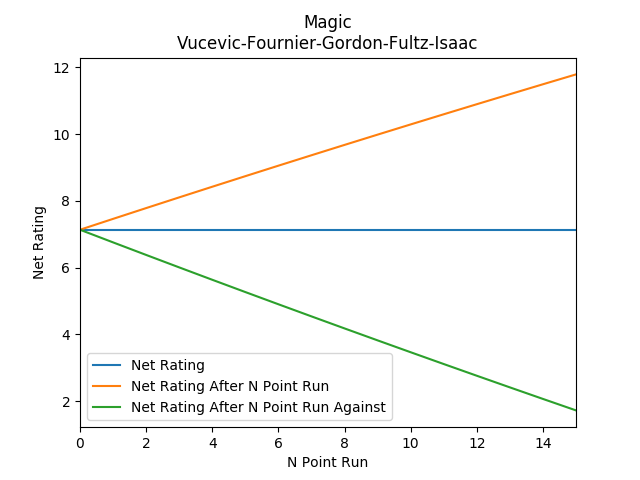 Magic
Vucevic-Fournier-Gordon-Fultz-Isaac
12
10
8
6
4
2
Net Rating
Net Rating
Net Rating After N Point Run
Net Rating After N Point Run Against
0 2 4 6 8 10 12 14
N Point Run